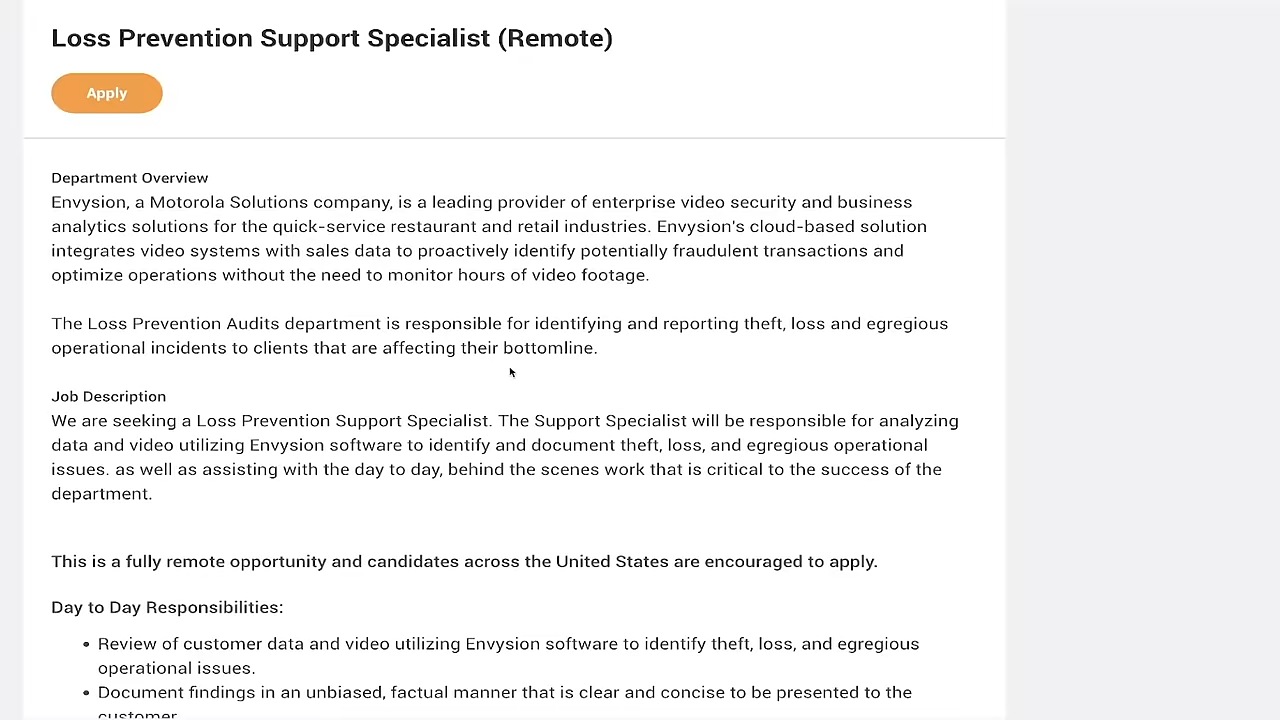 Loss Prevention Support Specialist (Remote)
Apply
Department Overview
Envysion, a Motorola Solutions company, is a leading provider of enterprise video security and business
analytics solutions for the quick-service restaurant and retail industries. Envysion's cloud-based solution
integrates video systems with sales data to proactively identify potentially fraudulent transactions and
optimize operations without the need to monitor hours of video footage.
The Loss Prevention Audits department is responsible for identifying and reporting theft, loss and egregious
operational incidents to clients that are affecting their bottomline.
Job Description
We are seeking a Loss Prevention Support Specialist. The Support Specialist will be responsible for analyzing
data and video utilizing Envysion software to identify and document theft, loss, and egregious operational
issues. as well as assisting with the day to day, behind the scenes work that is critical to the success of the
department.
This is a fully remote opportunity and candidates across the United States are encouraged to apply.
Day to Day Responsibilities:
• Review of customer data and video utilizing Envysion software to identify theft, loss, and egregious
operational issues.
• Document findings in an unbiased, factual manner that is clear and concise to be presented to the
customer